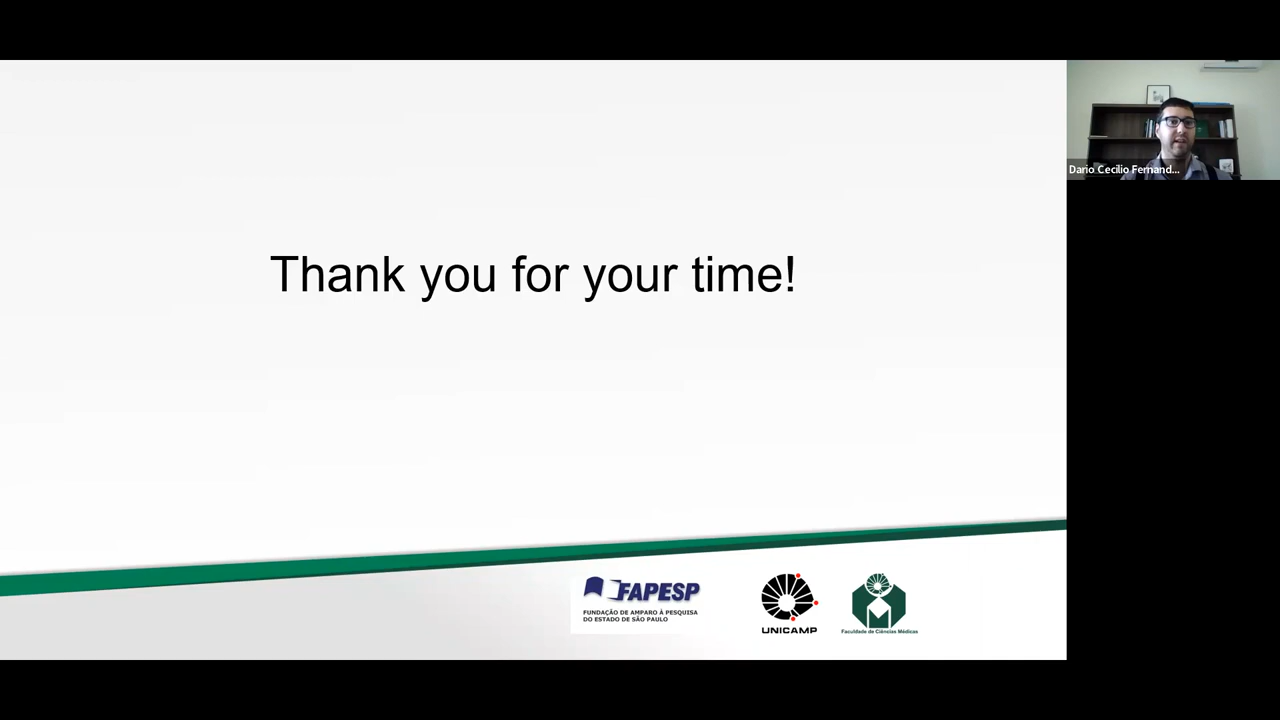 Thank you for your time!
Dario Cecilio Fernand...
FAPESP
FUNDAÇÃO DE AMPARO À PESQUISA
DO ESTADO DE SÃO PAULO
UNICAMP
Faculdade de Ciências Médicas